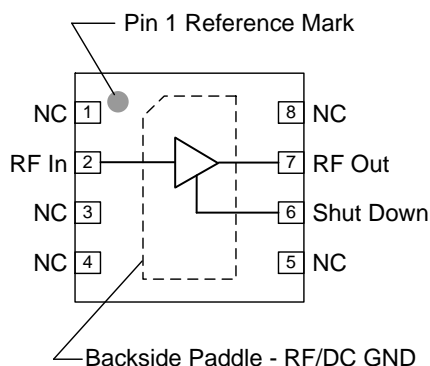 Pin 1 Reference Mark
NC 1 8 NC
RF In 2 7 RF Out
NC 3 6 Shut Down
NC 4 5 NC
Backside Paddle - RF/DC GND